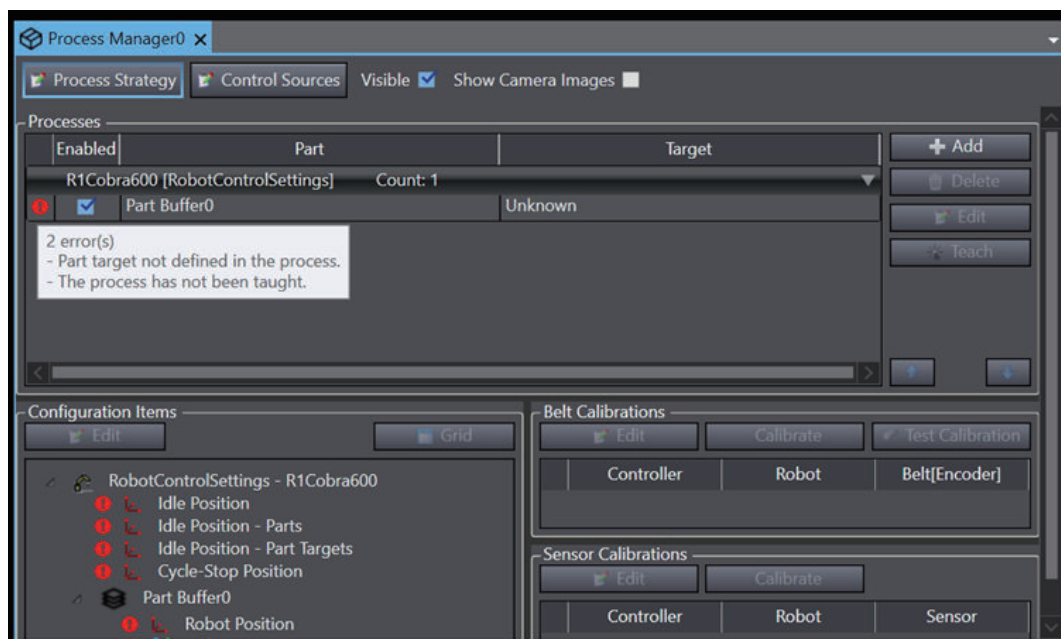 Process Manager0
Process Strategy Control Sources Visible Show Camera Images
Processes
Enabled Part Target
R1Cobra600 [RobotControlSettings] Count: 1
Part Buffer0 Unknown
2 error(s)
- Part target not defined in the process.
- The process has not been taught.
Add
Delete
Edit
Teach
Configuration Items
Edit Grid
RobotControlSettings - R1Cobra600
Idle Position
Idle Position - Parts
Idle Position - Part Targets
Cycle-Stop Position
Part Buffer0
Robot Position
Belt Calibrations
Edit Calibrate Test Calibration
Controller Robot Belt[Encoder]
Sensor Calibrations
Edit Calibrate
Controller Robot Sensor